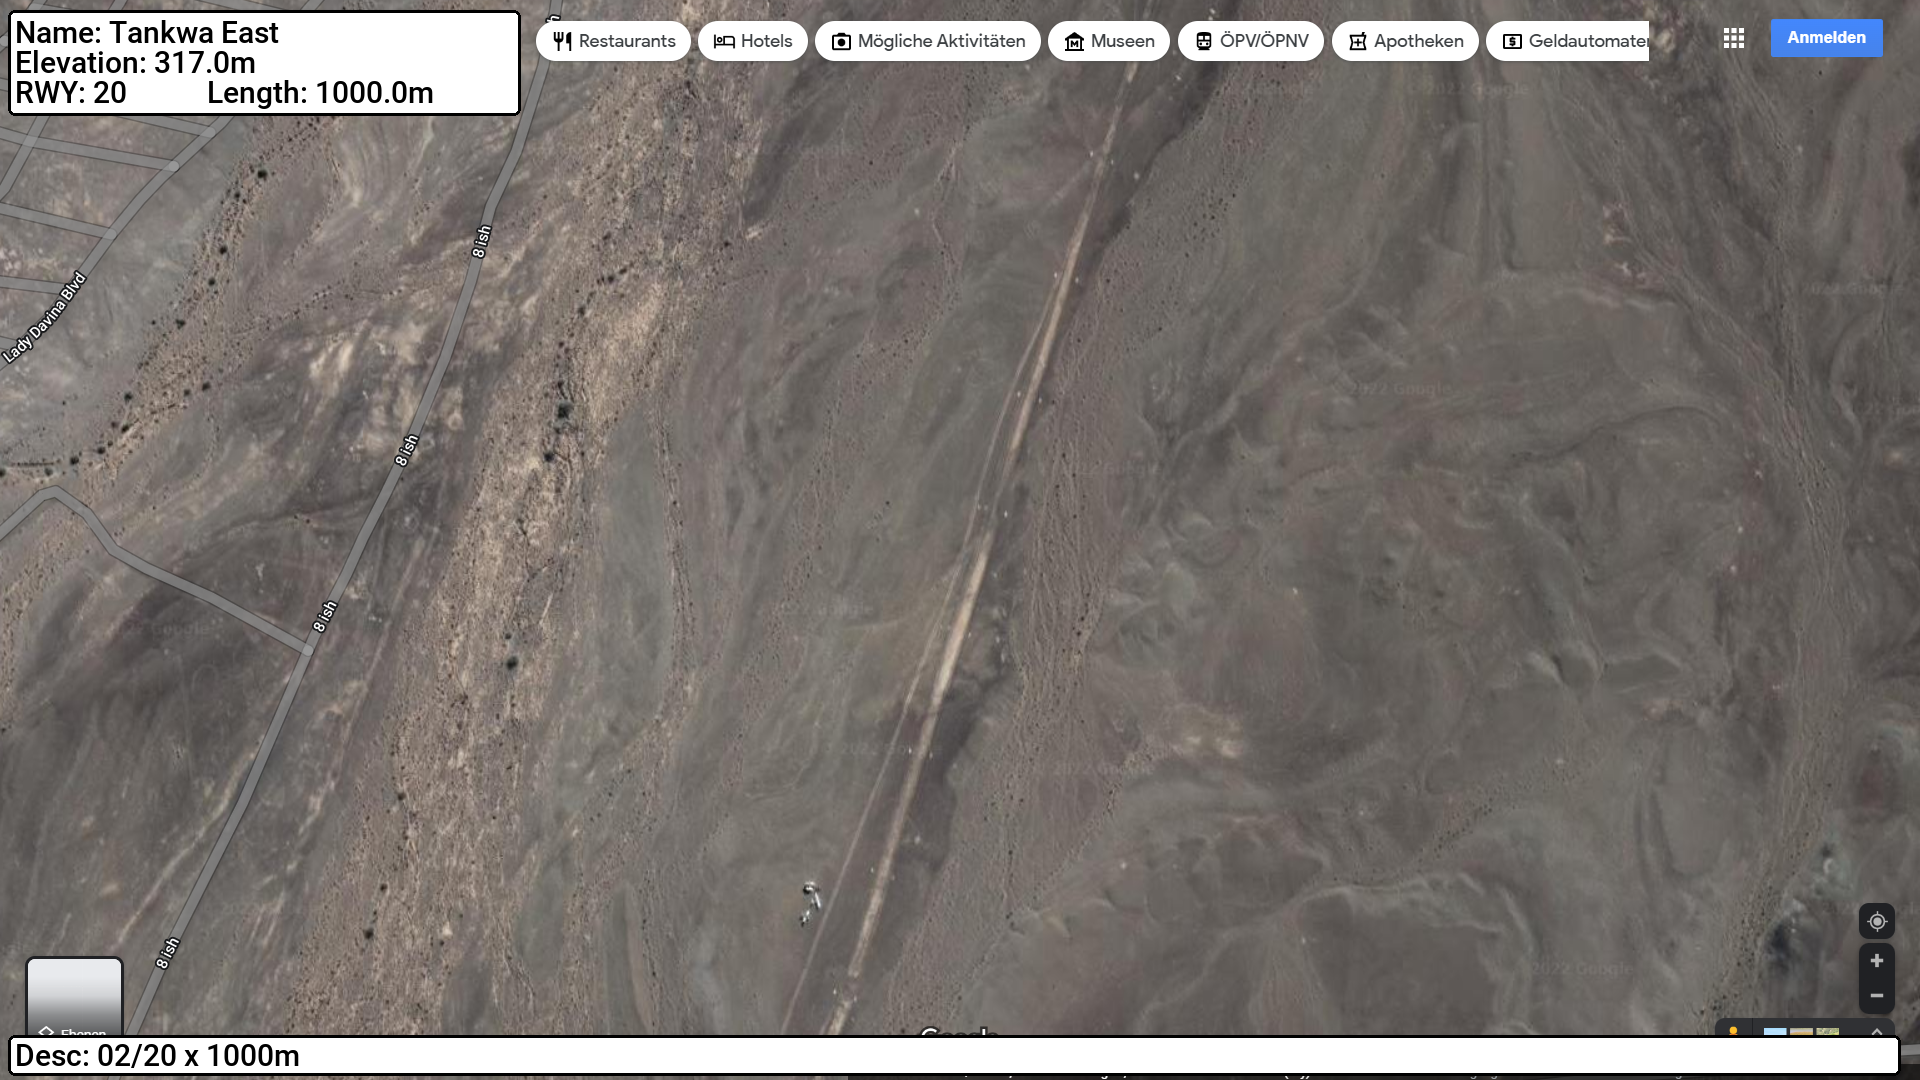 Name: Tankwa East
Elevation: 317.0m
RWY: 20 Length: 1000.0m
Restaurants
Hotels
Mögliche Aktivitäten
Museen
ÖPV/ÖPNV
Apotheken
Geldautomaten
Anmelden
8 ish
Lady Davina Blvd
8 ish
8 ish
8 ish
Ebenen
Google
Desc: 02/20 x 1000m